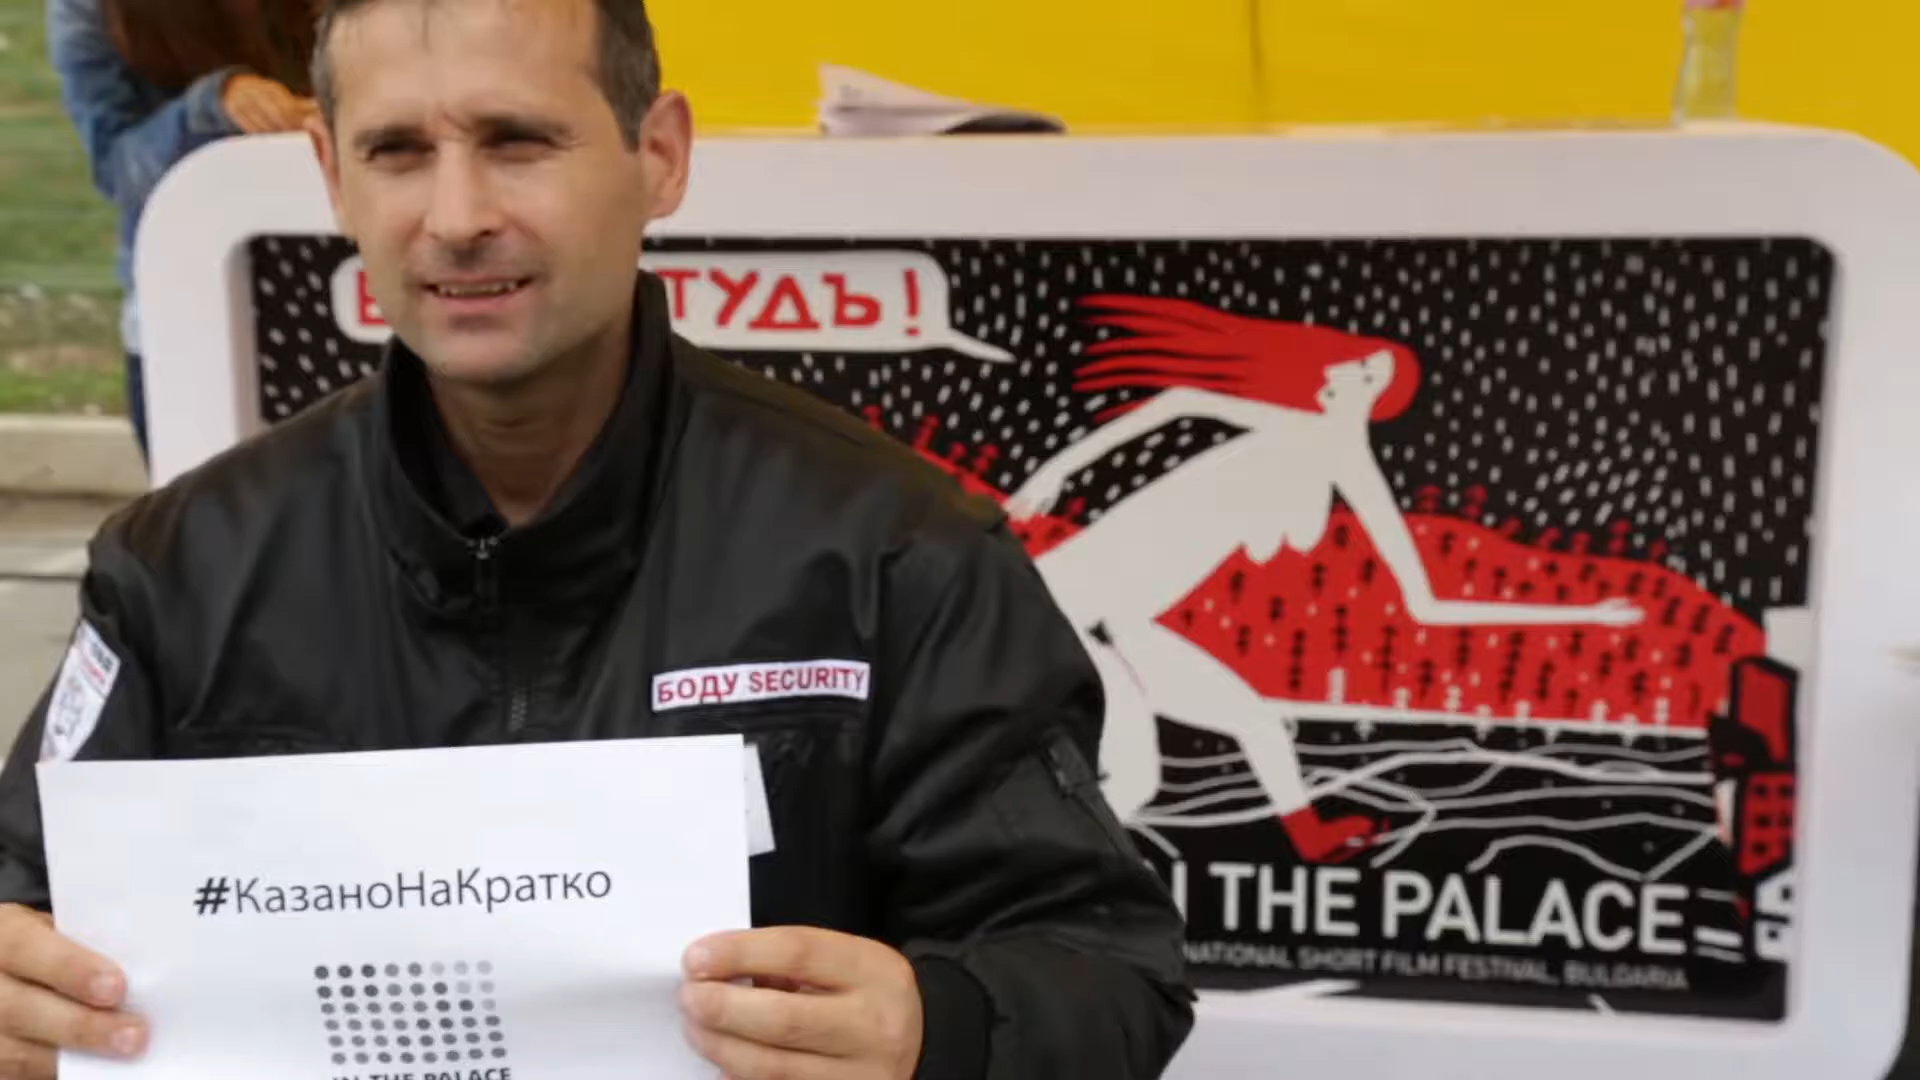 ТУДЪ!
БОДУ SECURITY
#КазаноНаКратко
IN THE PALACE
THE PALACE
NATIONAL SHORT FILM FESTIVAL, BULGARIA